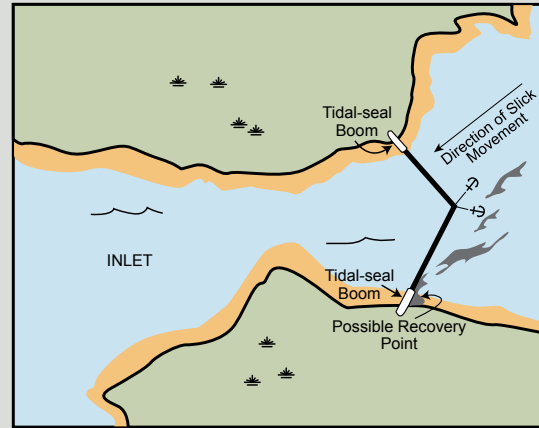 Tidal-seal
Boom
Direction of Slick
Movement
INLET
Tidal-seal
Boom
Possible Recovery
Point